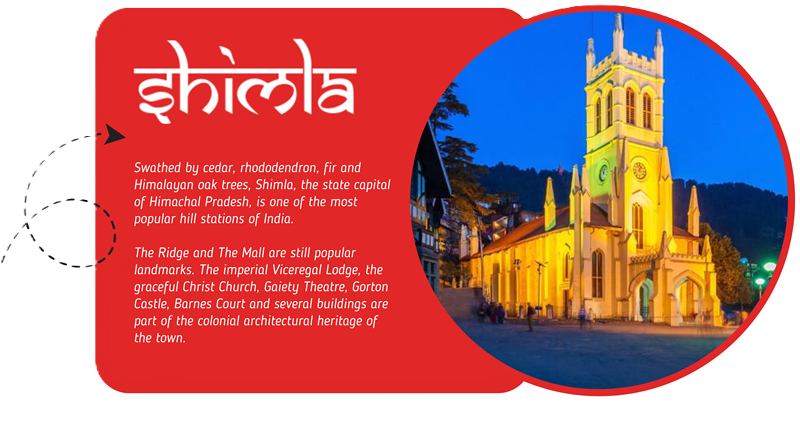 shimla
Swathed by cedar, rhododendron, fir and
Himalayan oak trees, Shimla, the state capital
of Himachal Pradesh, is one of the most
popular hill stations of India.
The Ridge and The Mall are still popular
landmarks. The imperial Viceregal Lodge, the
graceful Christ Church, Gaiety Theatre, Gorton
Castle, Barnes Court and several buildings are
part of the colonial architectural heritage of
the town.